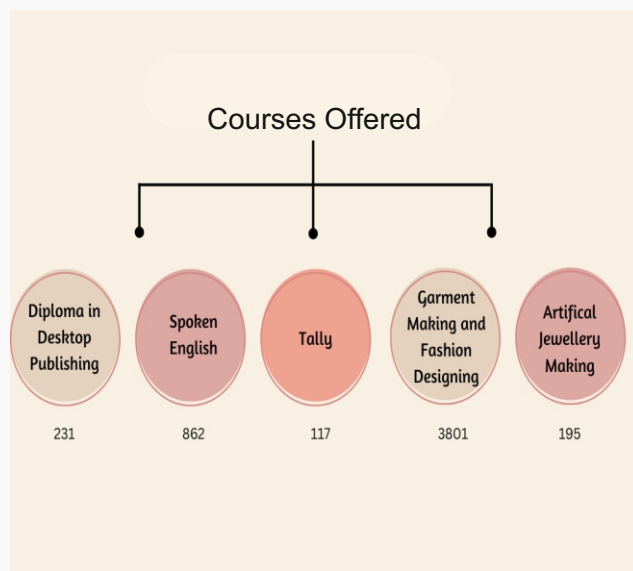 Courses Offered
Diploma in
Desktop
Publishing
Spoken
English
Tally
Garment
Making and
Fashion
Designing
Artifical
Jewellery
Making
231
862
117
3801
195